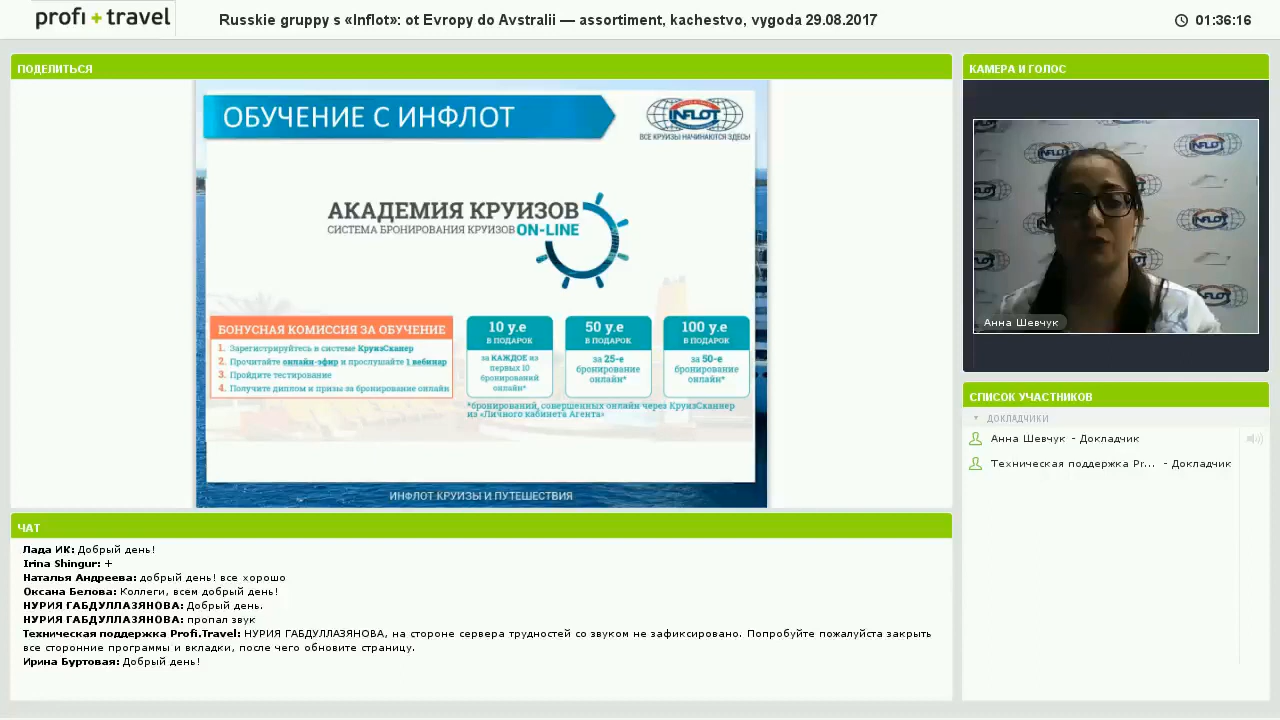 profi + travel
Russkie gruppy s «Inflot»: ot Evropy do Avstralii — assortiment, kachestvo, vygoda 29.08.2017
01:36:16
ПОДЕЛИТЬСЯ
ОБУЧЕНИЕ С ИНФЛОТ
INFLOT
ВСЕ КРУИЗЫ НАЧИНАЮТСЯ ЗДЕСЬ!
АКАДЕМИЯ КРУИЗОВ
СИСТЕМА БРОНИРОВАНИЯ КРУИЗОВ ON-LINE
БОНУСНАЯ КОМИССИЯ ЗА ОБУЧЕНИЕ
1. Зарегистрируйтесь в системе КруизСканер
2. Прочитайте онлайн-эфир и прослушайте 1 вебинар
3. Пройдите тестирование
4. Получите диплом и призы за бронирование онлайн
10 у.е
В ПОДАРОК
за КАЖДОЕ из
первых 10
бронирований
онлайн*
50 у.е
В ПОДАРОК
за 25-е
бронирование
онлайн*
100 у.е
В ПОДАРОК
за 50-е
бронирование
онлайн*
*бронирований, совершенных онлайн через КруизСканнер
из «Личного кабинета Агента»
ИНФЛОТ КРУИЗЫ И ПУТЕШЕСТВИЯ
КАМЕРА И ГОЛОС
INFLOT
INFLOT
INFLOT
Анна Шевчук
СПИСОК УЧАСТНИКОВ
ДОКЛАДЧИКИ
Анна Шевчук - Докладчик
Техническая поддержка Pr... - Докладчик
ЧАТ
Лада ИК: Добрый день!
Irina Shingur: +
Наталья Андреева: добрый день! все хорошо
Оксана Белова: Коллеги, всем добрый день!
НУРИЯ ГАБДУЛЛАЗЯНОВА: Добрый день.
НУРИЯ ГАБДУЛЛАЗЯНОВА: пропал звук
Техническая поддержка Profi.Travel: НУРИЯ ГАБДУЛЛАЗЯНОВА, на стороне сервера трудностей со звуком не зафиксировано. Попробуйте пожалуйста закрыть
все сторонние программы и вкладки, после чего обновите страницу.
Ирина Буртовая: Добрый день!